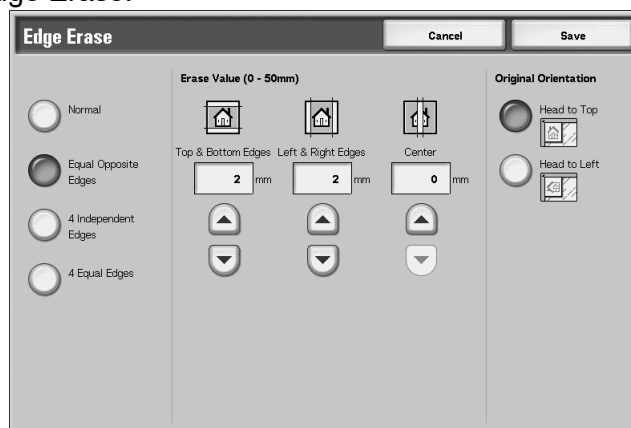 Edge Erase
Cancel
Save
Normal
Equal Opposite
Edges
4 Independent
Edges
4 Equal Edges
Erase Value (0 - 50mm)
Top & Bottom Edges
Left & Right Edges
Center
2 mm
2 mm
0 mm
Original Orientation
Head to Top
Head to Left